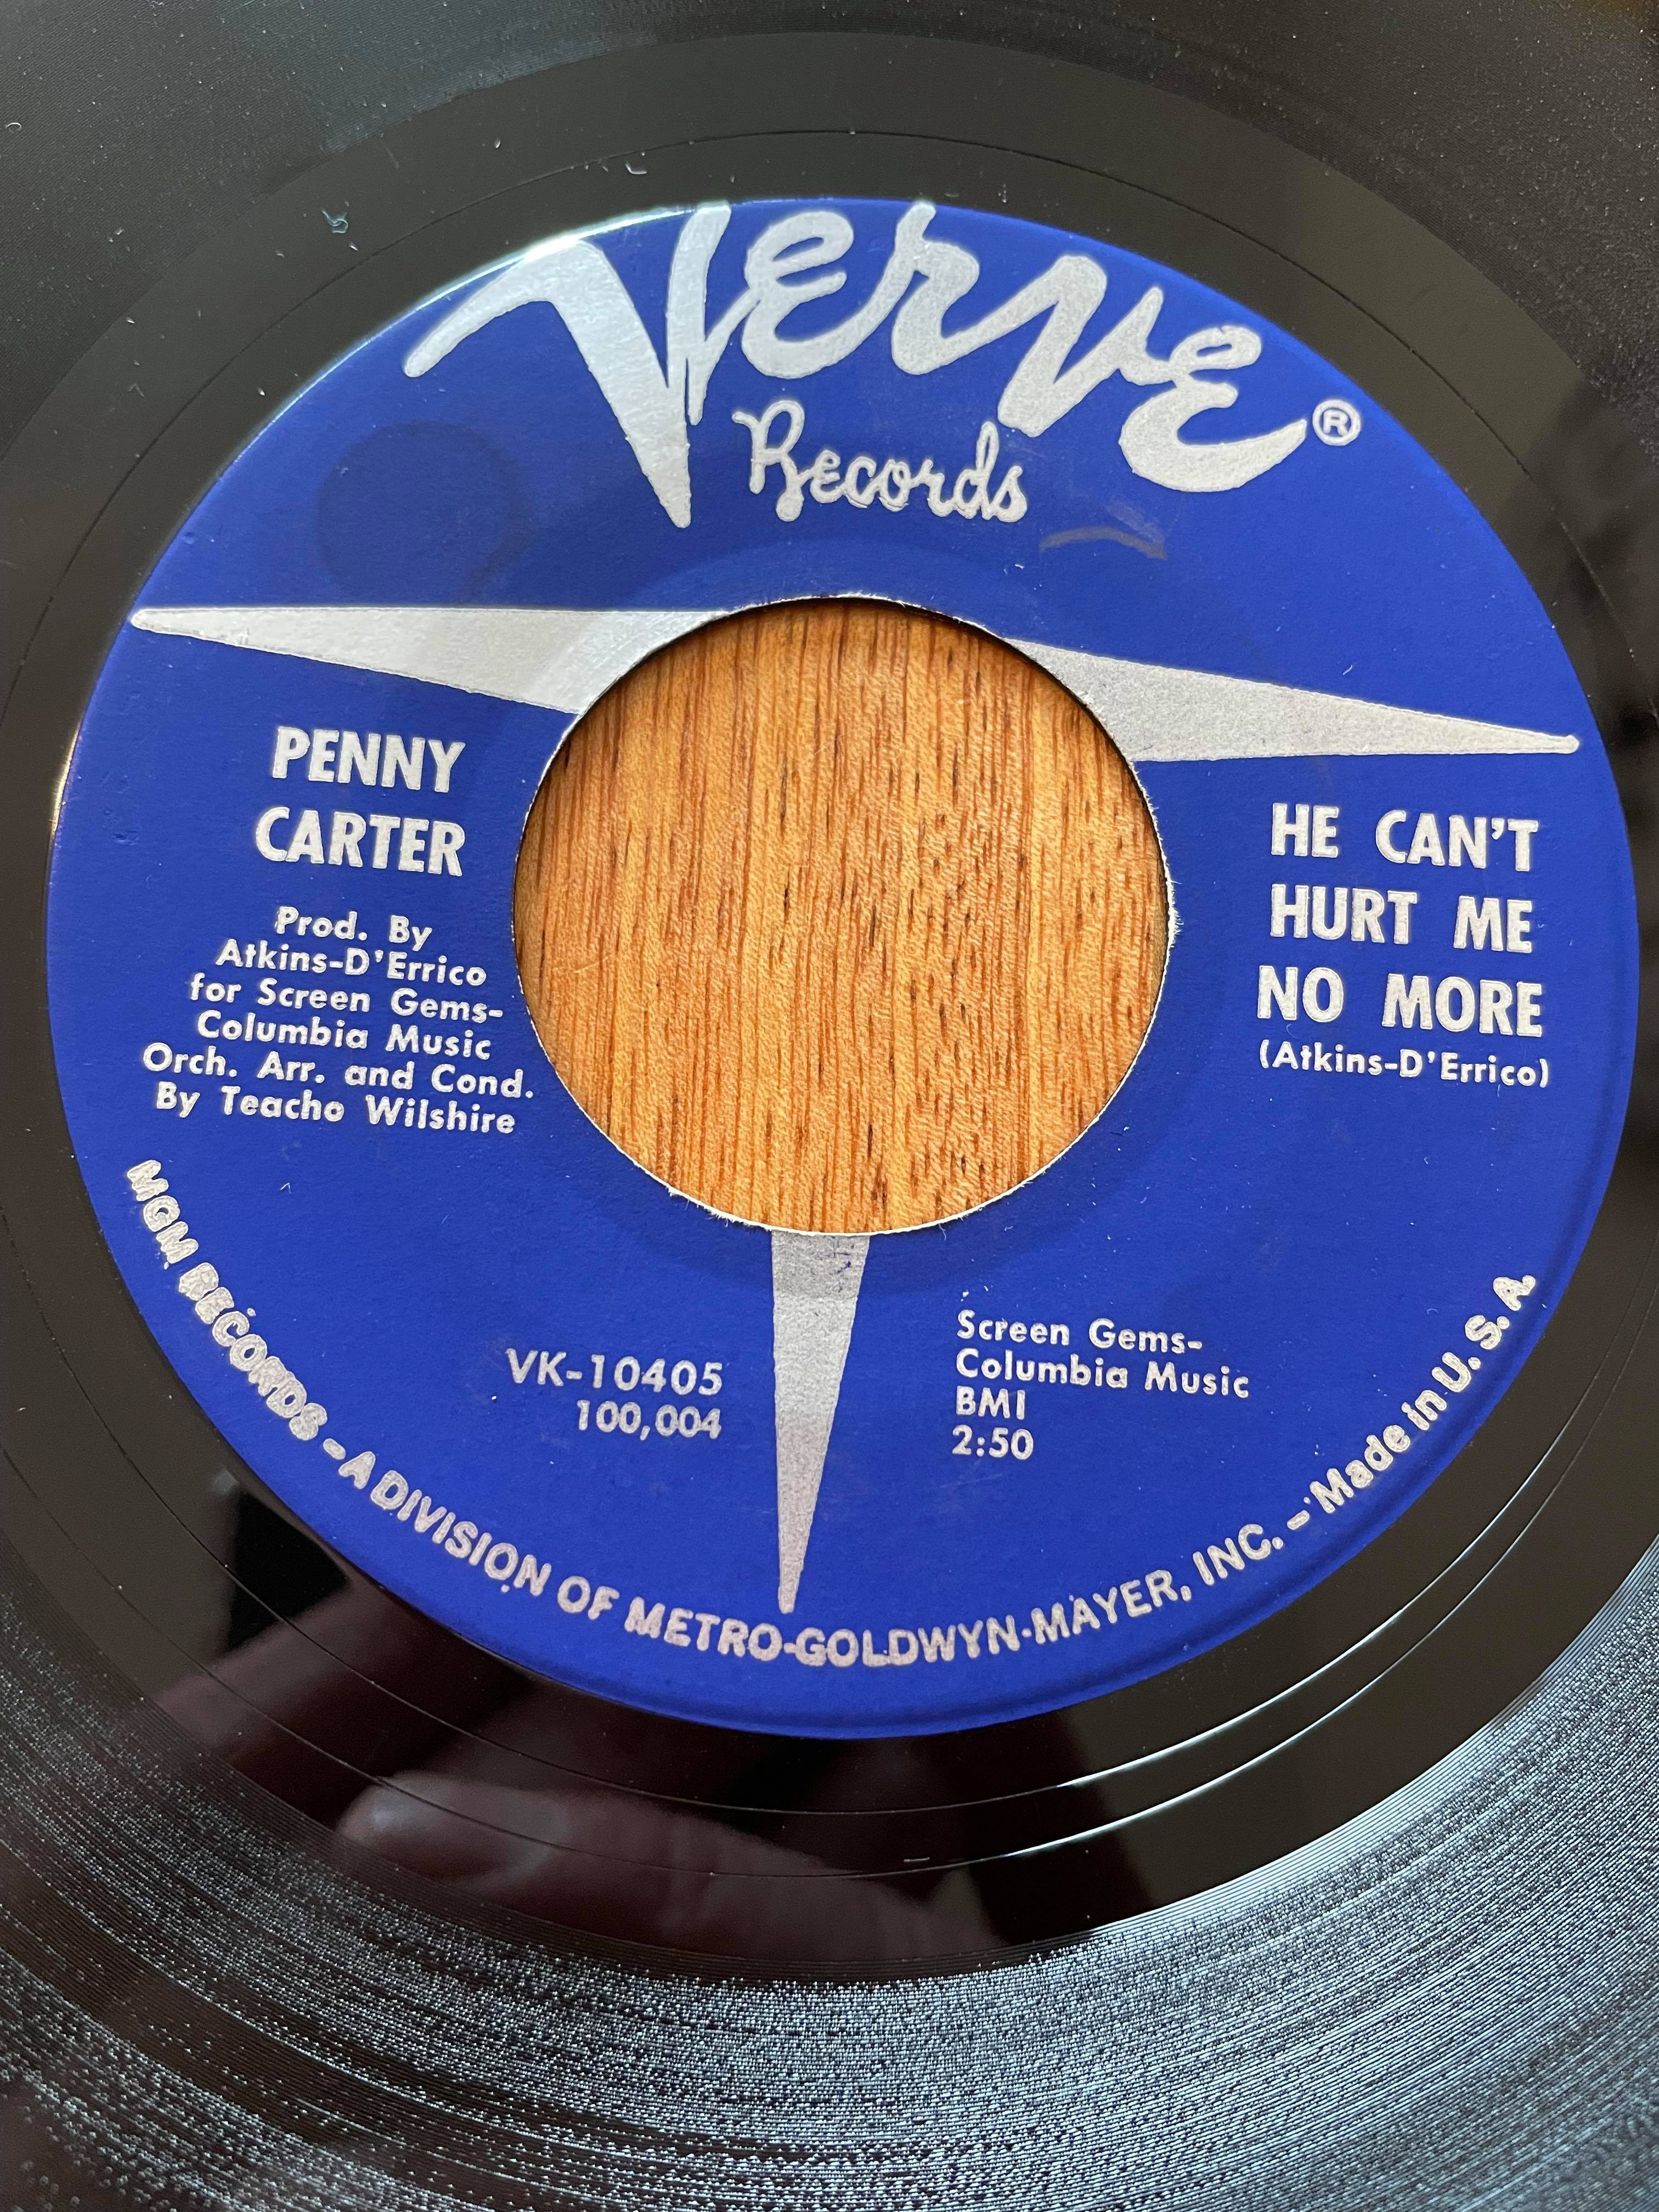 Verve ®
Records
PENNY
CARTER
Prod. By
Atkins-D'Errico
for Screen Gems-
Columbia Music
Orch. Arr. and Cond.
By Teacho Wilshire
HE CAN'T
HURT ME
NO MORE
(Atkins-D'Errico)
VK-10405
100,004
Screen Gems-
Columbia Music
BMI
2:50
MGM RECORDS – A DIVISION OF METRO-GOLDWYN-MAYER, INC. – Made in U.S.A.